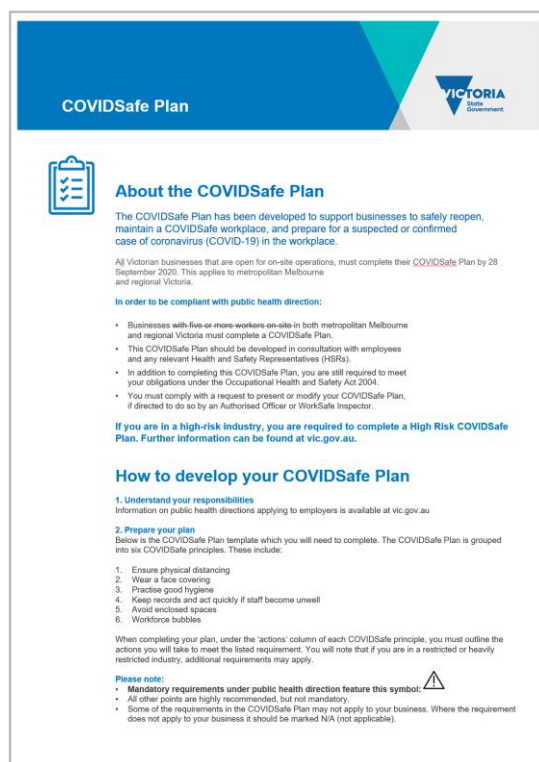 COVIDSafe Plan
VICTORIA
State
Government
About the COVIDSafe Plan
The COVIDSafe Plan has been developed to support businesses to safely reopen,
maintain a COVIDSafe workplace, and prepare for a suspected or confirmed
case of coronavirus (COVID-19) in the workplace.
All Victorian businesses that are open for on-site operations, must complete their COVIDSafe Plan by 28
September 2020. This applies to metropolitan Melbourne
and regional Victoria.
In order to be compliant with public health direction:
• Businesses with five or more workers on-site in both metropolitan Melbourne
and regional Victoria must complete a COVIDSafe Plan.
• This COVIDSafe Plan should be developed in consultation with employees
and any relevant Health and Safety Representatives (HSRs).
• In addition to completing this COVIDSafe Plan, you are still required to meet
your obligations under the Occupational Health and Safety Act 2004.
• You must comply with a request to present or modify your COVIDSafe Plan,
if directed to do so by an Authorised Officer or WorkSafe Inspector.
If you are in a high-risk industry, you are required to complete a High Risk COVIDSafe
Plan. Further information can be found at vic.gov.au.
How to develop your COVIDSafe Plan
1. Understand your responsibilities
Information on public health directions applying to employers is available at vic.gov.au
2. Prepare your plan
Below is the COVIDSafe Plan template which you will need to complete. The COVIDSafe Plan is grouped
into six COVIDSafe principles. These include:
1. Ensure physical distancing
2. Wear a face covering
3. Practise good hygiene
4. Keep records and act quickly if staff become unwell
5. Avoid enclosed spaces
6. Workforce bubbles
When completing your plan, under the 'actions' column of each COVIDSafe principle, you must outline the
actions you will take to meet the listed requirement. You will note that if you are in a restricted or heavily
restricted industry, additional requirements may apply.
Please note:
• Mandatory requirements under public health direction feature this symbol:
• All other points are highly recommended, but not mandatory.
• Some of the requirements in the COVIDSafe Plan may not apply to your business. Where the requirement
does not apply to your business it should be marked N/A (not applicable).